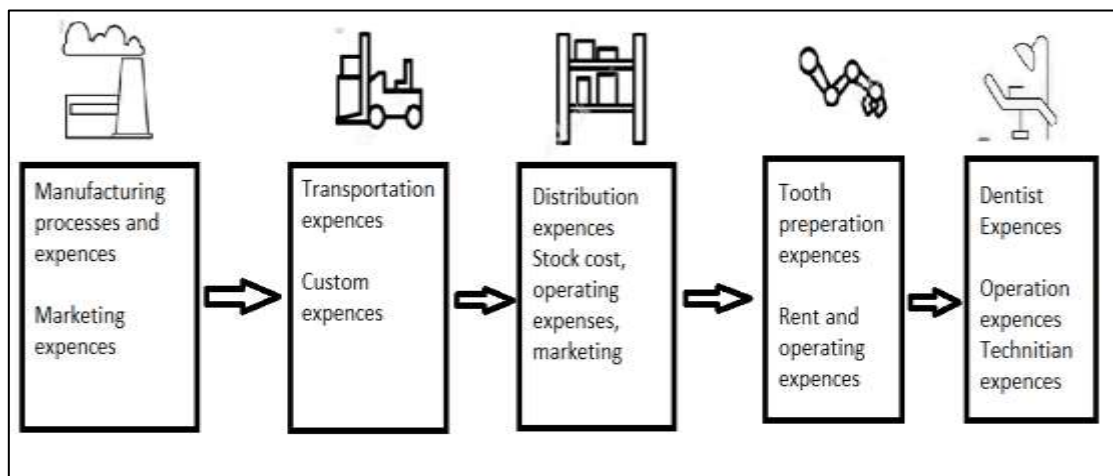 Manufacturing
processes and
expences
Marketing
expences
Transportation
expences
Custom
expences
Distribution
expences
Stock cost,
operating
expenses,
marketing
Tooth
preperation
expences
Rent and
operating
expences
Dentist
Expences
Operation
expences
Technitian
expences